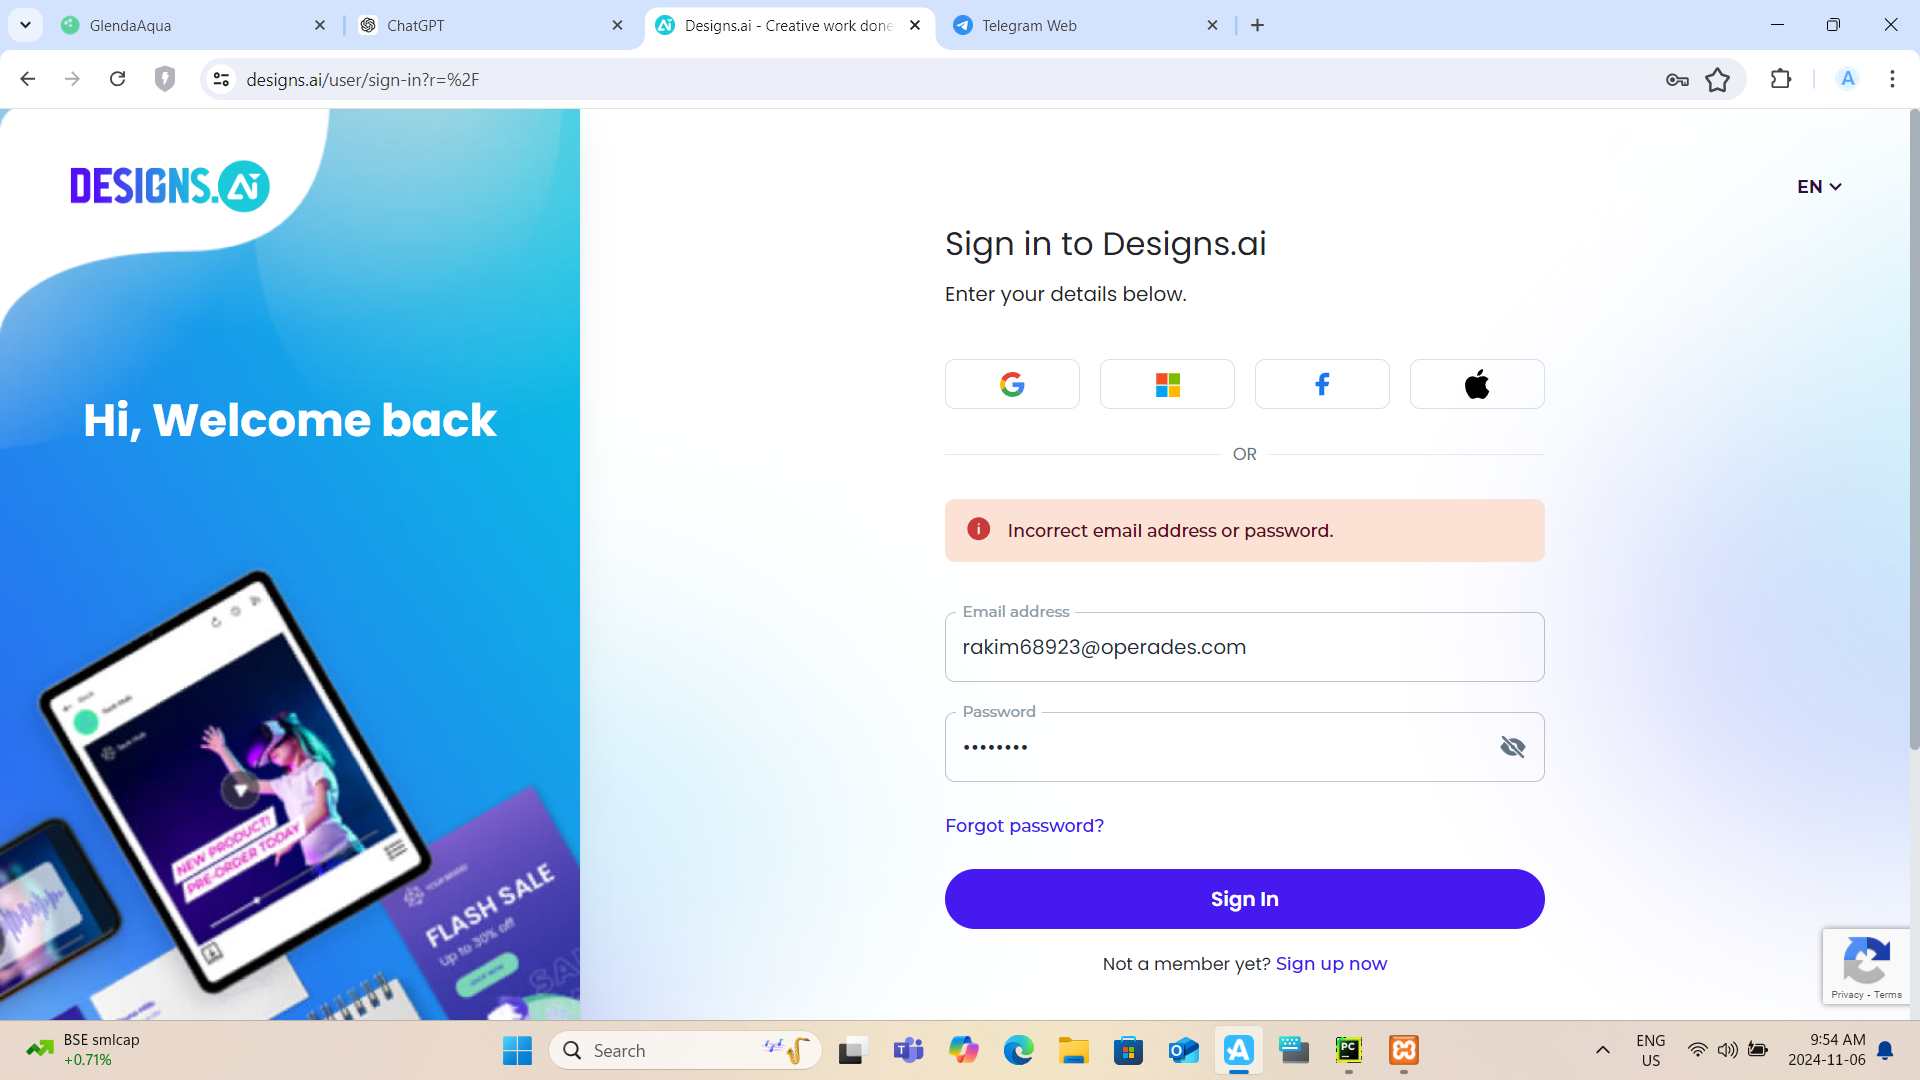 GlendaAqua
ChatGPT
Designs.ai - Creative work done
Telegram Web
designs.ai/user/sign-in?r=%2F
A
DESIGNS.Ai
EN
Sign in to Designs.ai
Enter your details below.
Hi, Welcome back
OR
Incorrect email address or password.
Email address
rakim68923@operades.com
Password
••••••••
Forgot password?
Sign In
Not a member yet? Sign up now
NEW PRODUCT!
PRE-ORDER TODAY
FLASH SALE
Up to 30% off
Privacy - Terms
BSE smlcap
+0.71%
Search
ENG
US
9:54 AM
2024-11-06